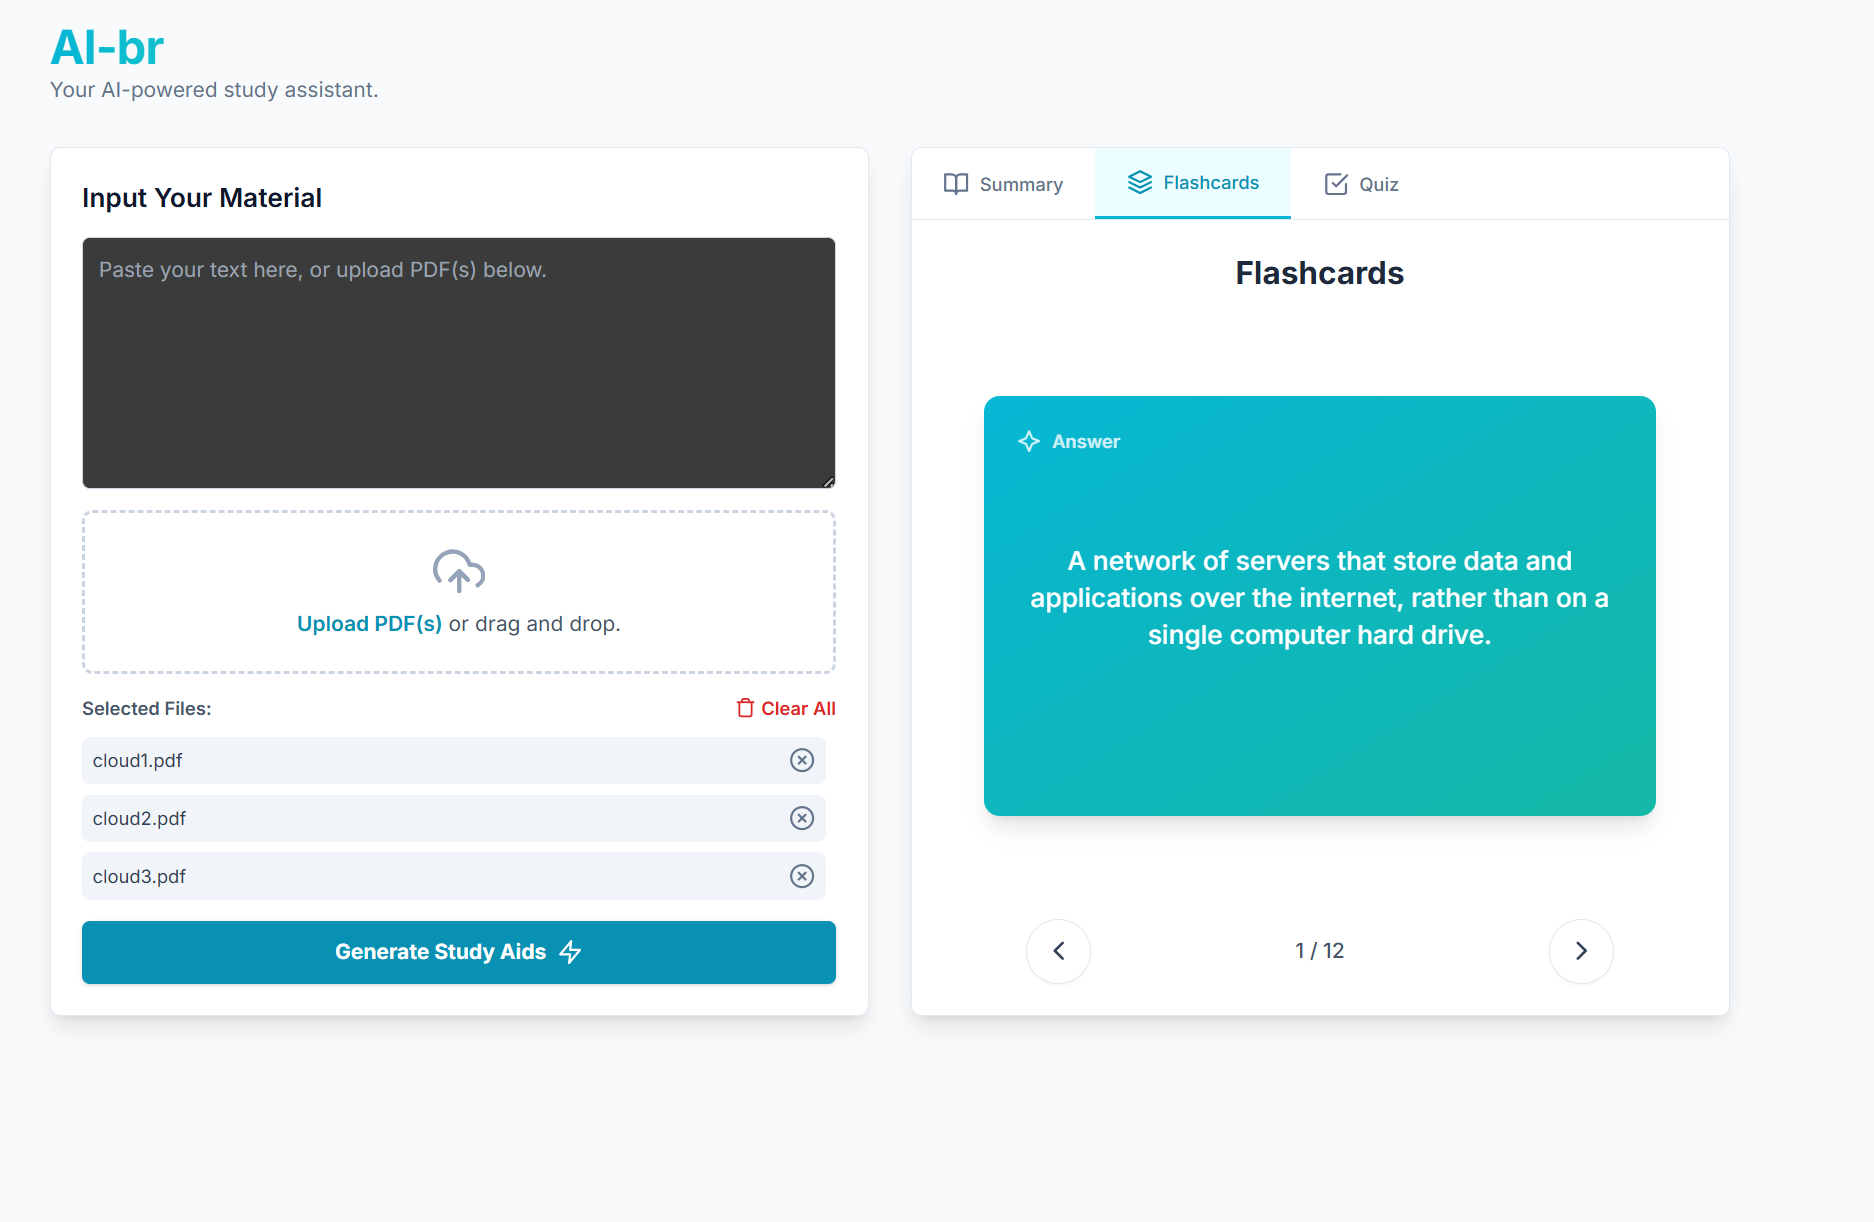 AI-br
Your AI-powered study assistant.
Input Your Material
Paste your text here, or upload PDF(s) below.
Upload PDF(s) or drag and drop.
Selected Files:
Clear All
cloud1.pdf
cloud2.pdf
cloud3.pdf
Generate Study Aids
Summary
Flashcards
Quiz
Flashcards
Answer
A network of servers that store data and
applications over the internet, rather than on a
single computer hard drive.
1 / 12